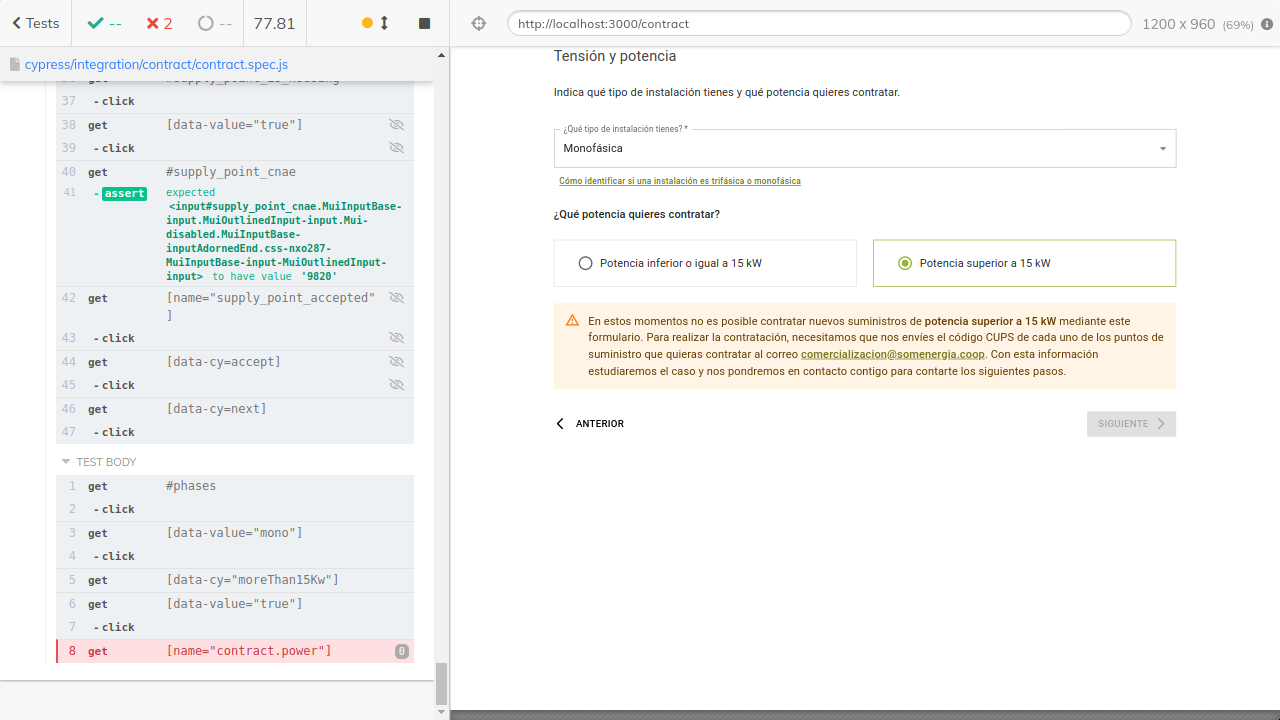 Tests
--
2
--
77.81
http://localhost:3000/contract
1200 x 960 (69%)
cypress/integration/contract/contract.spec.js
37 -click
38 get [data-value="true"]
39 -click
40 get #supply_point_cnae
41 -assert expected
<input#supply_point_cnae.MuiInputBase-
input.MuiOutlinedInput-input.Mui-
disabled.MuiInputBase-
inputAdornedEnd.css-nxo287-
MuiInputBase-input-MuiOutlinedInput-
input> to have value '9820'
42 get [name="supply_point_accepted"
]
43 -click
44 get [data-cy=accept]
45 -click
46 get [data-cy=next]
47 -click
TEST BODY
1 get #phases
2 -click
3 get [data-value="mono"]
4 -click
5 get [data-cy="moreThan15Kw"]
6 get [data-value="true"]
7 -click
8 get [name="contract.power"] 0
Tensión y potencia
Indica qué tipo de instalación tienes y qué potencia quieres contratar.
¿Qué tipo de instalación tienes? *
Monofásica
Cómo identificar si una instalación es trifásica o monofásica
¿Qué potencia quieres contratar?
Potencia inferior o igual a 15 kW
Potencia superior a 15 kW
En estos momentos no es posible contratar nuevos suministros de potencia superior a 15 kW mediante este
formulario. Para realizar la contratación, necesitamos que nos envíes el código CUPS de cada uno de los puntos de
suministro que quieras contratar al correo comercializacion@somenergia.coop. Con esta información
estudiaremos el caso y nos pondremos en contacto contigo para contarte los siguientes pasos.
ANTERIOR
SIGUIENTE